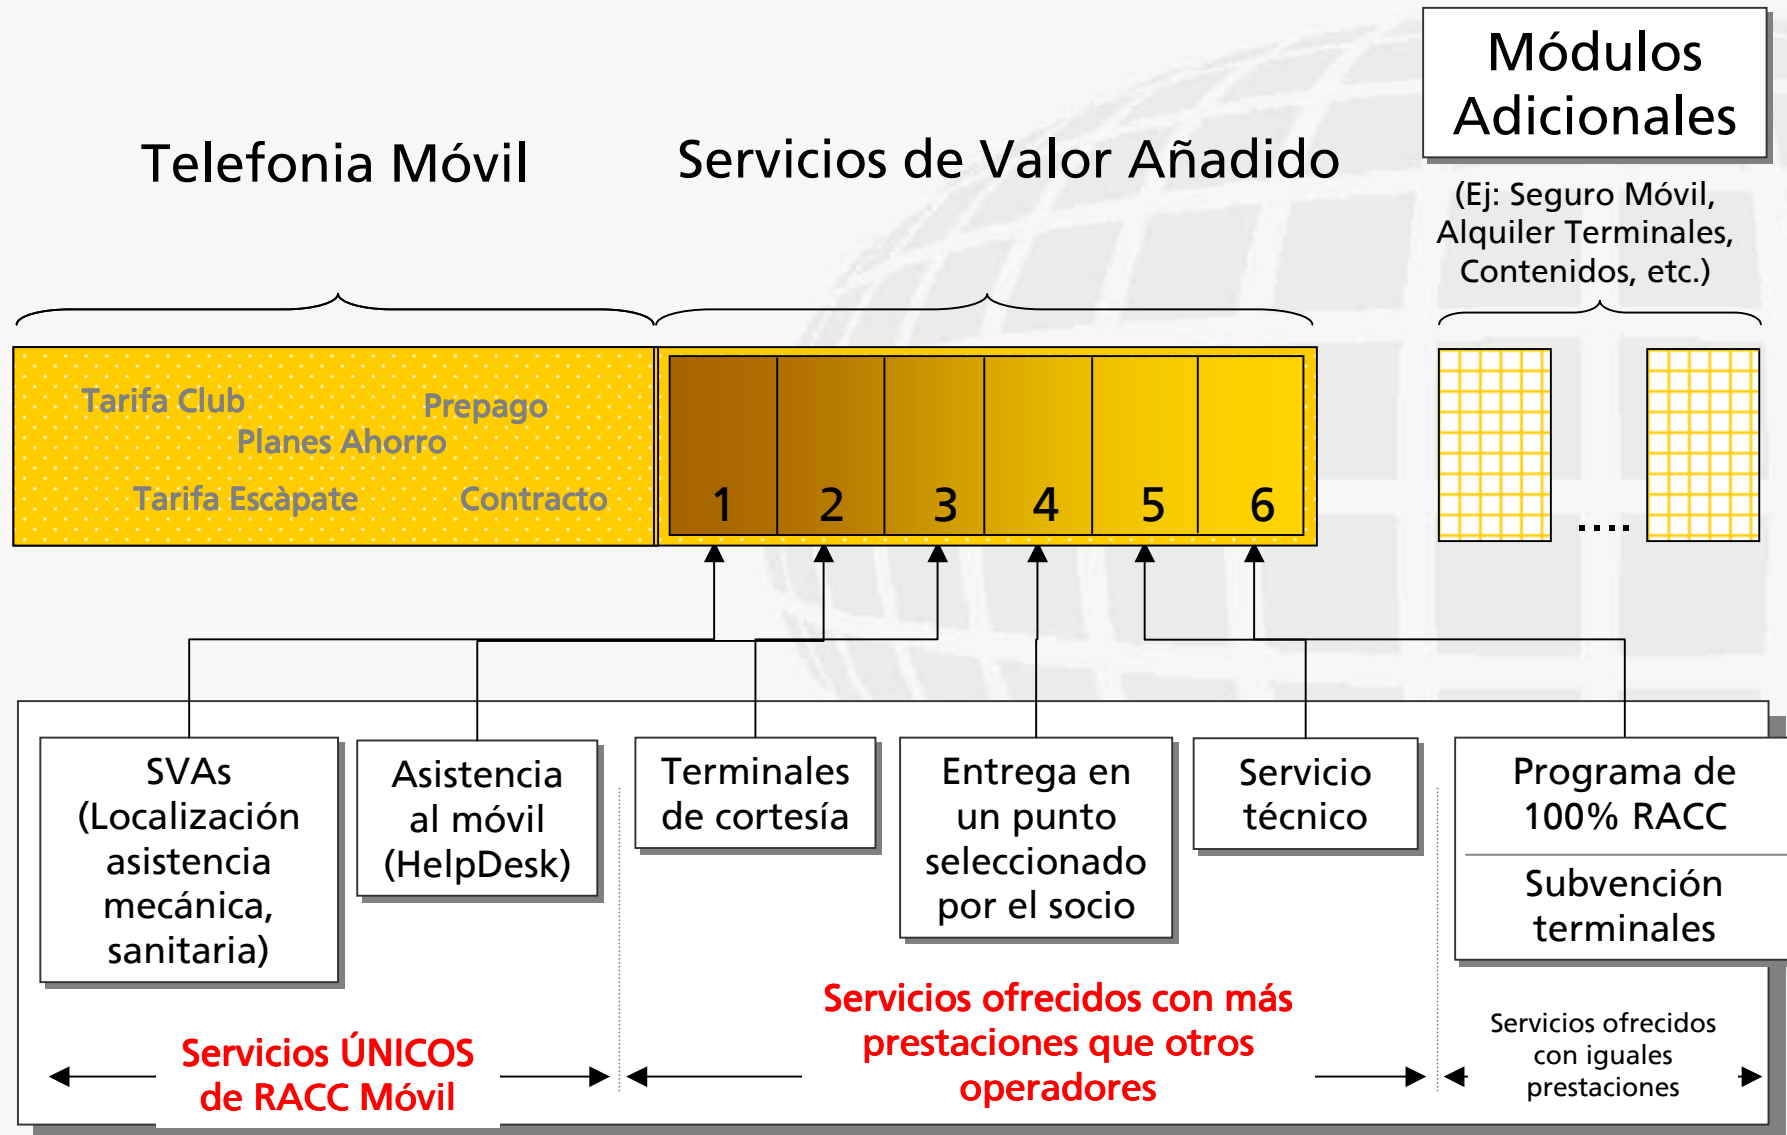 Módulos
Adicionales
Telefonia Móvil
Servicios de Valor Añadido
(Ej: Seguro Móvil,
Alquiler Terminales,
Contenidos, etc.)
Tarifa Club
Prepago
Planes Ahorro
Tarifa Escàpate
Contracto
1
2
3
4
5
6
....
SVAs
(Localización
asistencia
mecánica,
sanitaria)
Asistencia
al móvil
(HelpDesk)
Terminales
de cortesía
Entrega en
un punto
seleccionado
por el socio
Servicio
técnico
Programa de
100% RACC
Subvención
terminales
Servicios ÚNICOS
de RACC Móvil
Servicios ofrecidos con más
prestaciones que otros
operadores
Servicios ofrecidos
con iguales
prestaciones